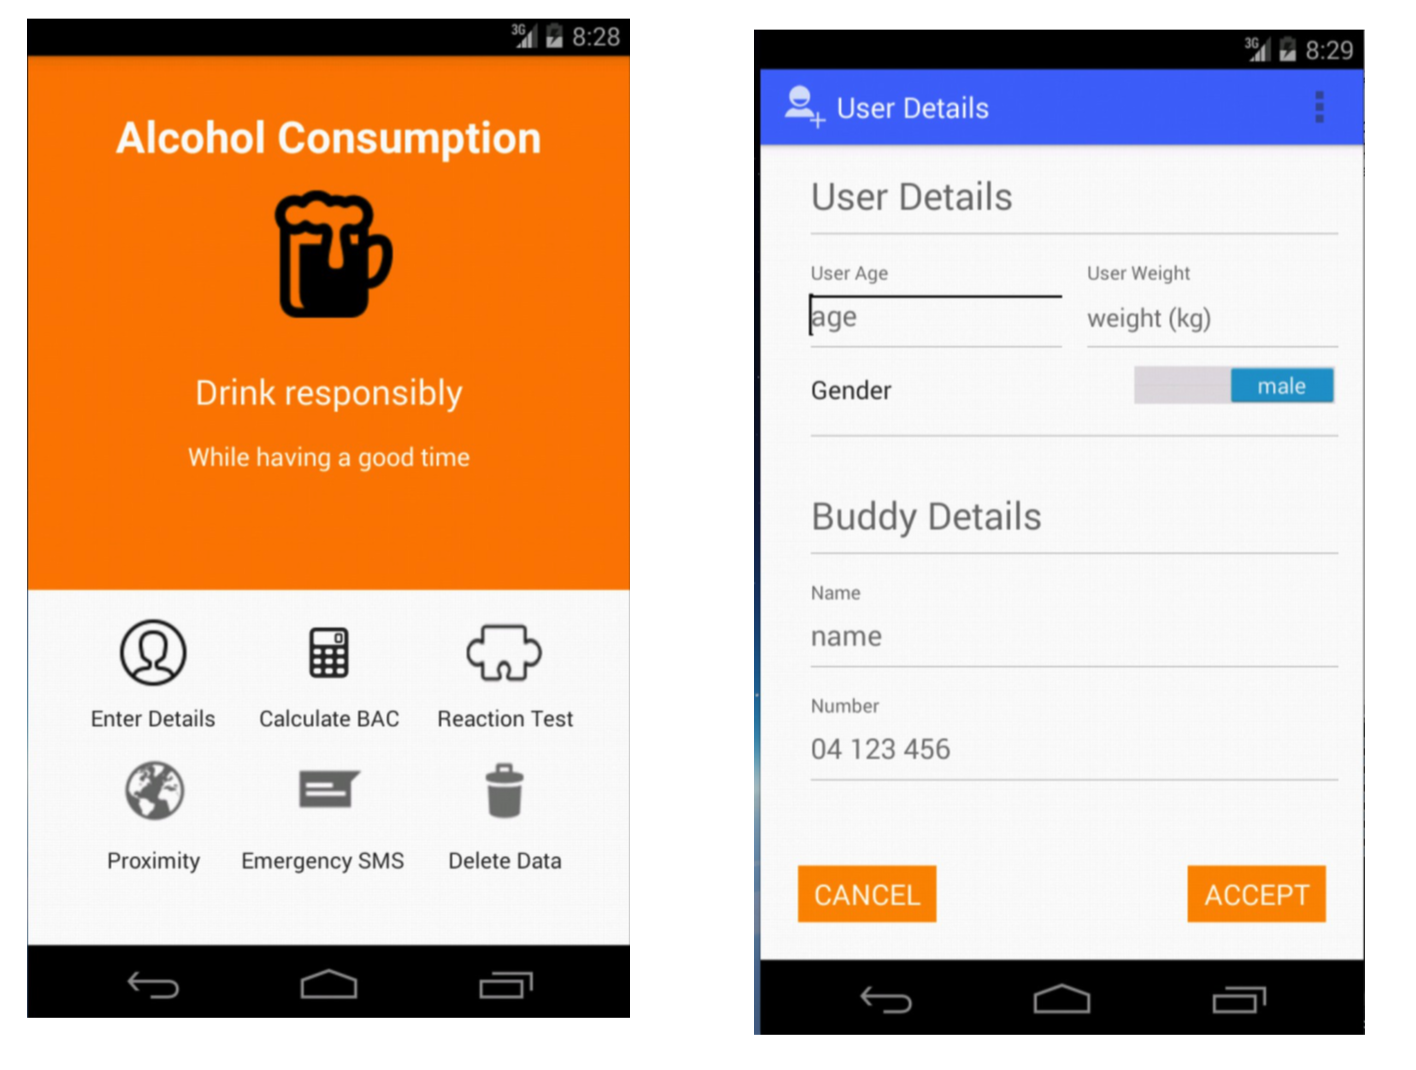 3G 8:28
Alcohol Consumption
Drink responsibly
While having a good time
0
Enter Details Calculate BAC Reaction Test
Proximity Emergency SMS Delete Data
3G 8:29
User Details
User Details
User Age User Weight
age weight (kg)
Gender male
Buddy Details
Name
name
Number
04 123 456
CANCEL ACCEPT